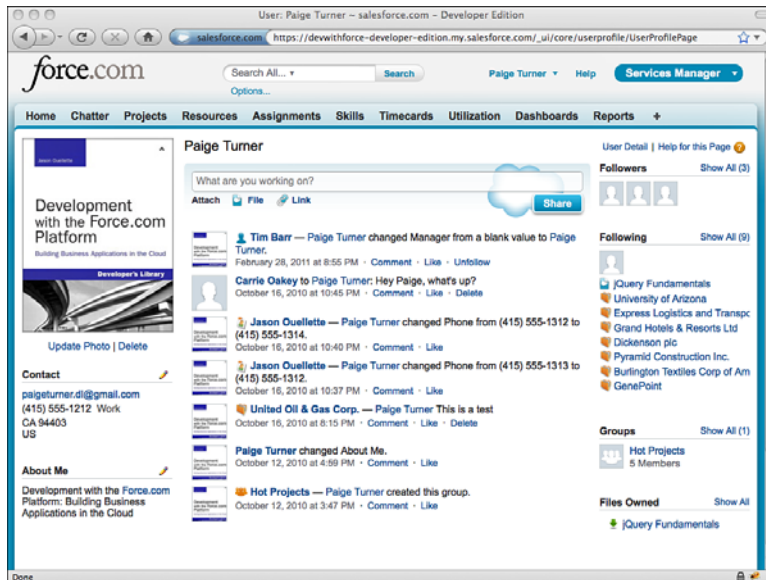 User: Paige Turner – salesforce.com – Developer Edition
salesforce.com https://devwithforce-developer-edition.my.salesforce.com/_ui/core/userprofile/UserProfilePage
force.com
Search All...
Search
Options...
Paige Turner
Help
Services Manager
Home Chatter Projects Resources Assignments Skills Timecards Utilization Dashboards Reports +
Jason Ouellette
Development
with the Force.com
Platform
Building Business Applications in the Cloud
Developer's Library
Update Photo | Delete
Contact
paigeturner.dl@gmail.com
(415) 555-1212 Work
CA 94403
US
About Me
Development with the Force.com
Platform: Building Business
Applications in the Cloud
Paige Turner
What are you working on?
Attach File Link
Share
Tim Barr — Paige Turner changed Manager from a blank value to Paige
Turner.
February 28, 2011 at 8:55 PM · Comment · Like · Unfollow
Carrie Oakey to Paige Turner: Hey Paige, what's up?
October 16, 2010 at 10:45 PM · Comment · Like · Delete
Jason Ouellette — Paige Turner changed Phone from (415) 555-1312 to
(415) 555-1314.
October 16, 2010 at 10:40 PM · Comment · Like
Jason Ouellette — Paige Turner changed Phone from (415) 555-1313 to
(415) 555-1312.
October 16, 2010 at 10:37 PM · Comment · Like
United Oil & Gas Corp. — Paige Turner This is a test
October 16, 2010 at 8:15 PM · Comment · Like · Delete
Paige Turner changed About Me.
October 12, 2010 at 4:59 PM · Comment · Like
Hot Projects — Paige Turner created this group.
October 12, 2010 at 3:47 PM · Comment · Like
User Detail | Help for this Page ?
Followers Show All (3)
Following Show All (9)
jQuery Fundamentals
University of Arizona
Express Logistics and Transpc
Grand Hotels & Resorts Ltd
Dickenson plc
Pyramid Construction Inc.
Burlington Textiles Corp of Am
GenePoint
Groups Show All (1)
Hot Projects
5 Members
Files Owned Show All
jQuery Fundamentals
Done